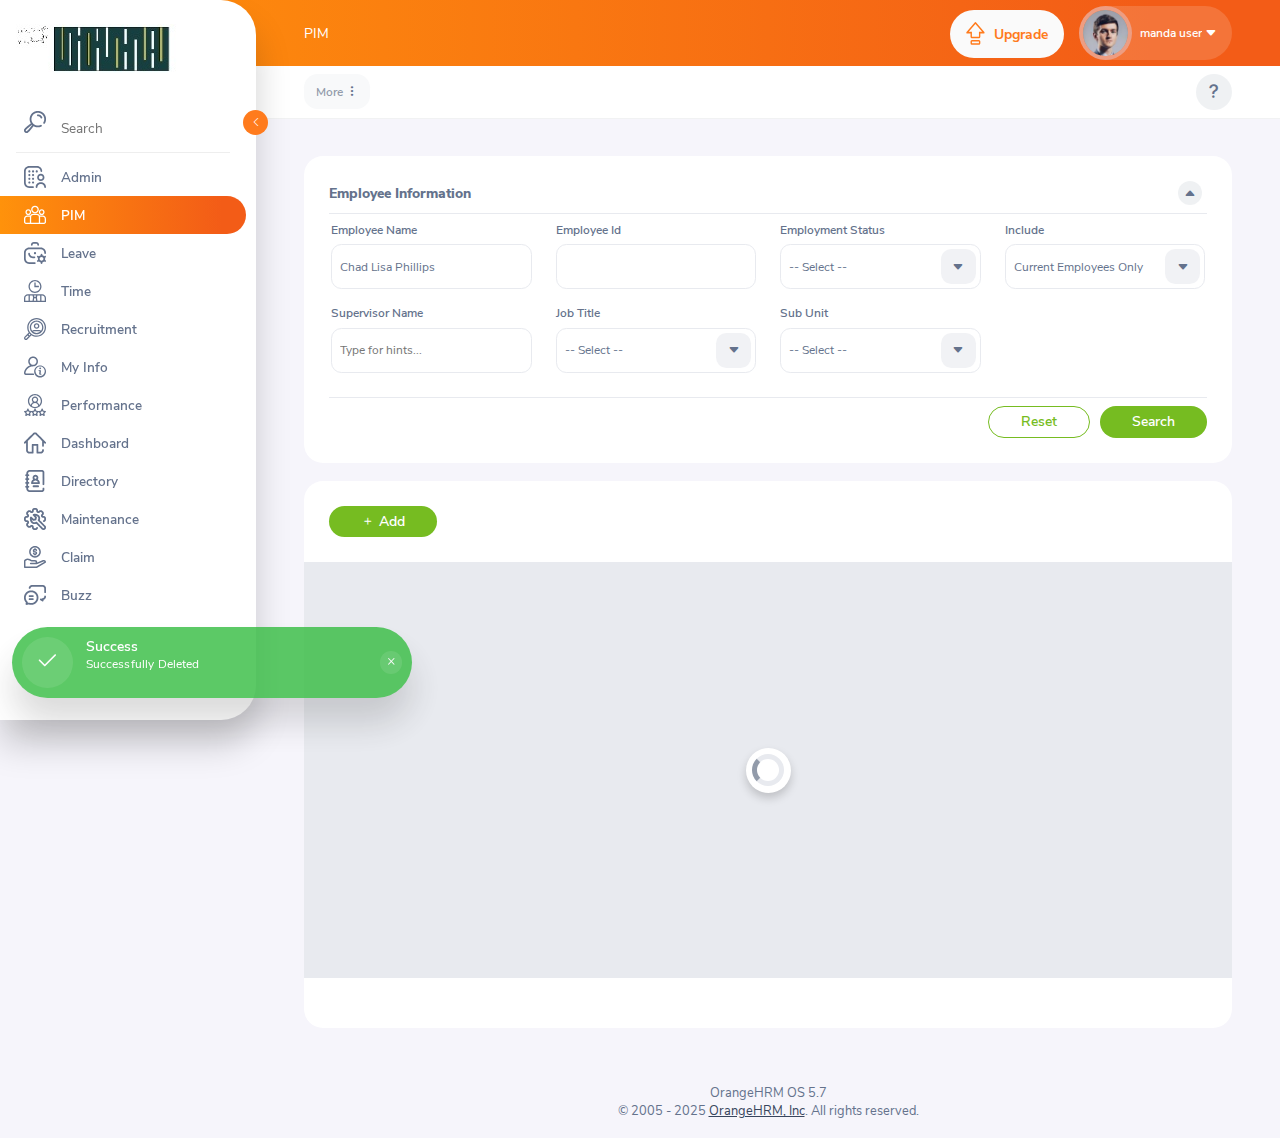 PIM
Upgrade
manda user
More
?
Search
Admin
PIM
Leave
Time
Recruitment
My Info
Performance
Dashboard
Directory
Maintenance
Claim
Buzz
Employee Information
Employee Name
Employee Id
Employment Status
Include
Chad Lisa Phillips
-- Select --
Current Employees Only
Supervisor Name
Job Title
Sub Unit
Type for hints...
-- Select --
-- Select --
Reset
Search
+ Add
Success
Successfully Deleted
×
OrangeHRM OS 5.7
© 2005 - 2025 OrangeHRM, Inc. All rights reserved.